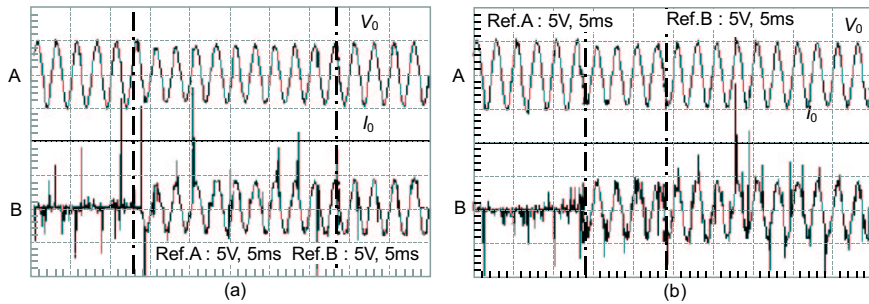 V0
A
I0
B
Ref.A : 5V, 5ms Ref.B : 5V, 5ms
(a)
Ref.A : 5V, 5ms Ref.B : 5V, 5ms
V0
A
I0
B
(b)